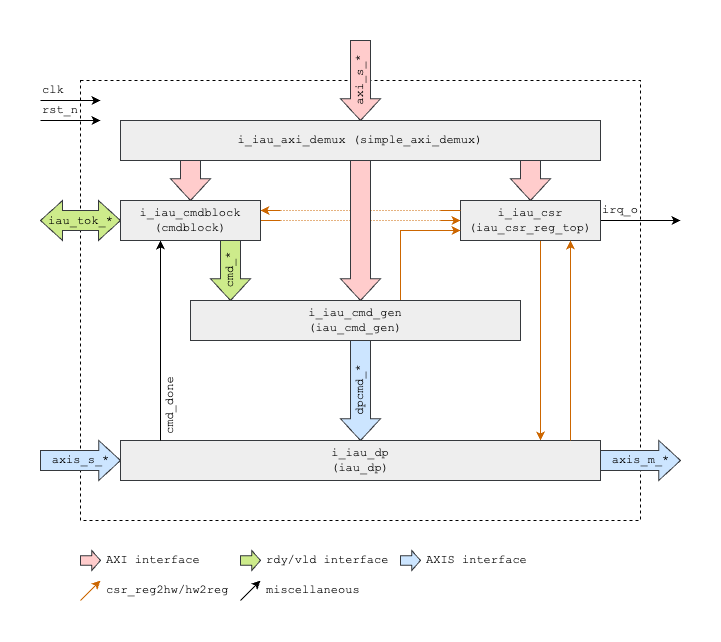 axi_s_*
clk
rst_n
i_iau_axi_demux (simple_axi_demux)
iau_tok_*
i_iau_cmdblock
(cmdblock)
i_iau_csr
(iau_csr_reg_top)
irq_o
cmd_*
i_iau_cmd_gen
(iau_cmd_gen)
cmd_done
dpcmd_*
axis_s_*
i_iau_dp
(iau_dp)
axis_m_*
AXI interface
rdy/vld interface
AXIS interface
csr_reg2hw/hw2reg
miscellaneous